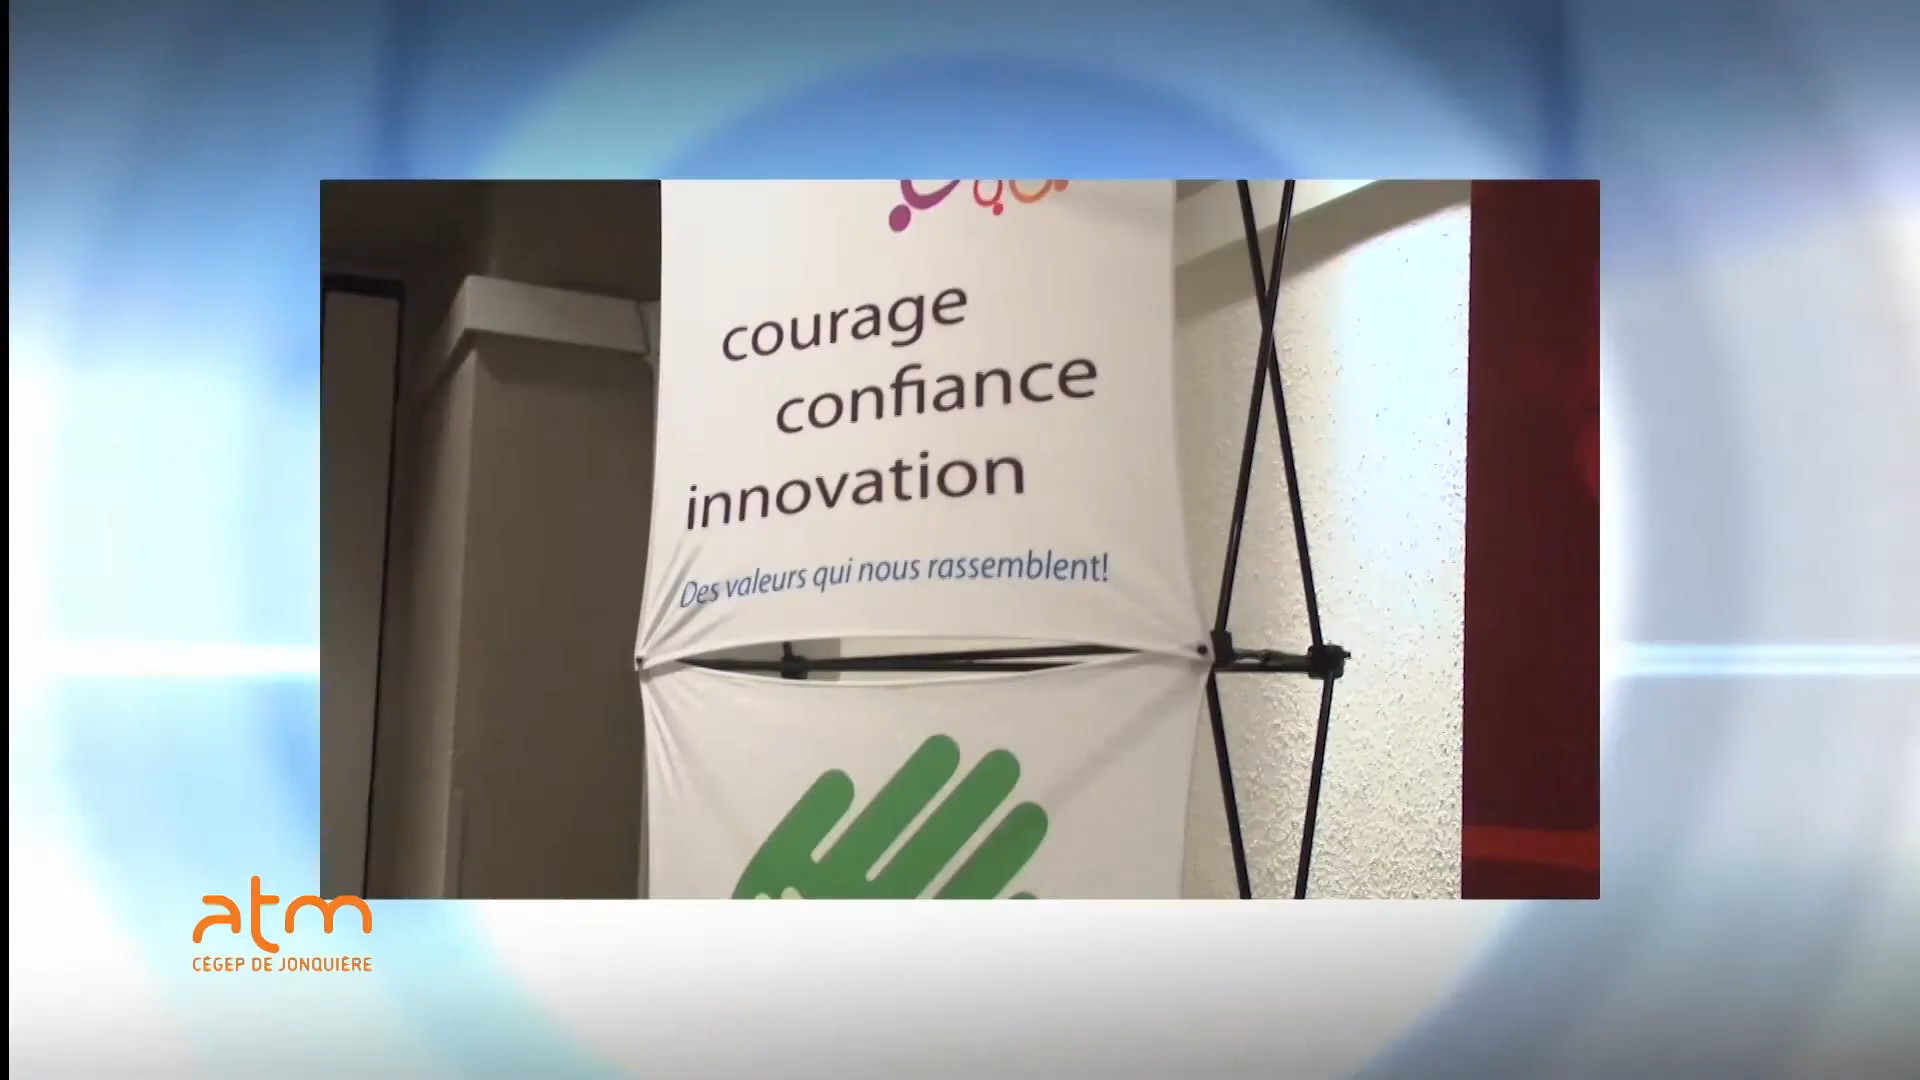 courage
confiance
innovation
Des valeurs qui nous rassemblent!
atm
CÉGEP DE JONQUIÈRE